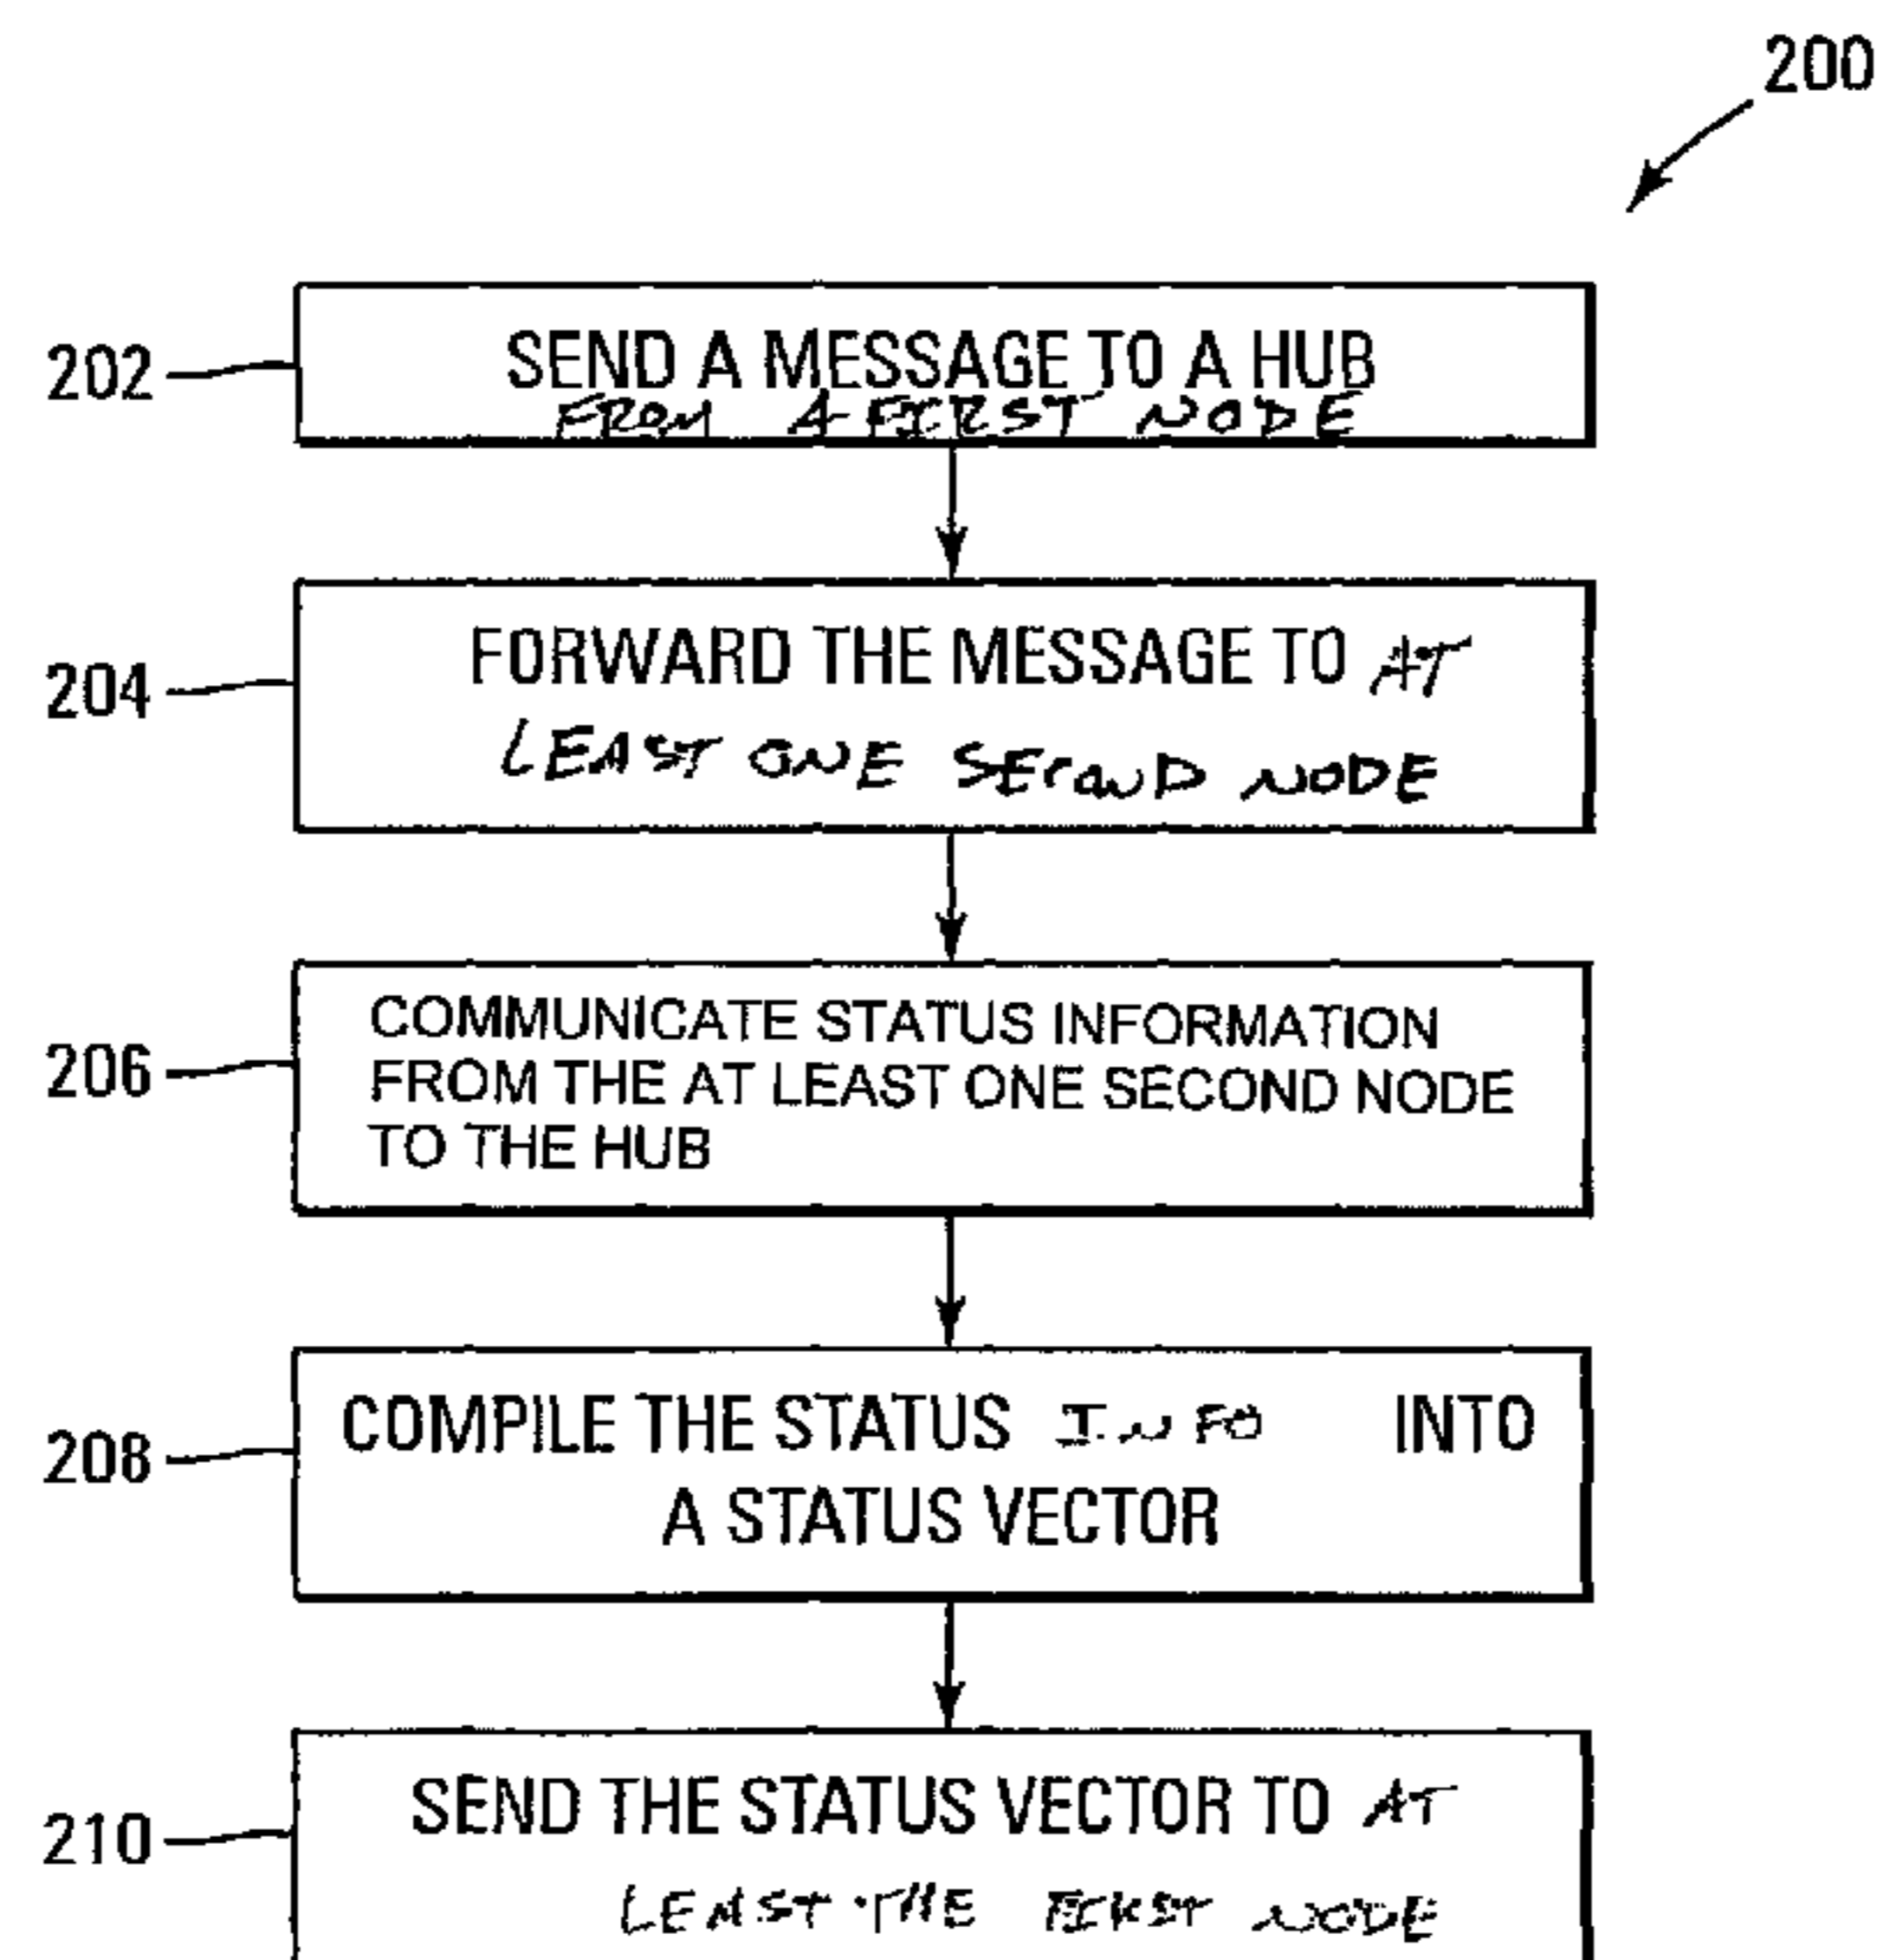 200
202
SEND A MESSAGE TO A HUB
FROM A FIRST NODE
204
FORWARD THE MESSAGE TO AT
LEAST ONE SECOND NODE
206
COMMUNICATE STATUS INFORMATION
FROM THE AT LEAST ONE SECOND NODE
TO THE HUB
208
COMPILE THE STATUS INFO INTO
A STATUS VECTOR
210
SEND THE STATUS VECTOR TO AT
LEAST THE FIRST NODE